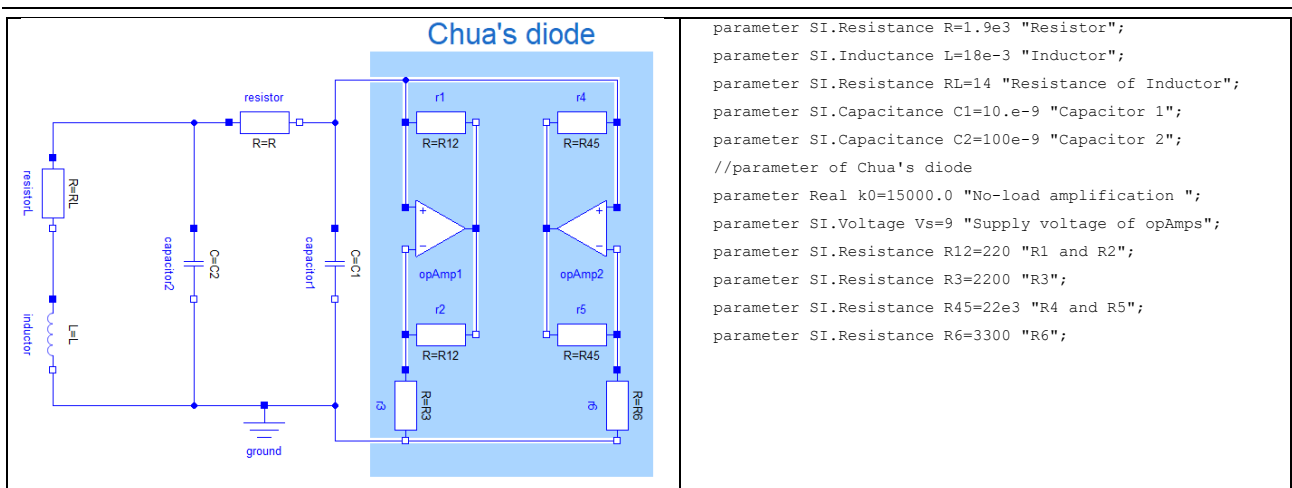 Chua's diode
resistor
R=R
r1
R=R12
r4
R=R45
resistorL
R=RL
capacitor2
C=C2
capacitor1
C=C1
+
−
opAmp1
+
−
opAmp2
inductor
L=L
r2
R=R12
r5
R=R45
r3
R=R3
r6
R=R6
ground
parameter SI.Resistance R=1.9e3 "Resistor";
parameter SI.Inductance L=18e-3 "Inductor";
parameter SI.Resistance RL=14 "Resistance of Inductor";
parameter SI.Capacitance C1=10.e-9 "Capacitor 1";
parameter SI.Capacitance C2=100e-9 "Capacitor 2";
//parameter of Chua's diode
parameter Real k0=15000.0 "No-load amplification ";
parameter SI.Voltage Vs=9 "Supply voltage of opAmps";
parameter SI.Resistance R12=220 "R1 and R2";
parameter SI.Resistance R3=2200 "R3";
parameter SI.Resistance R45=22e3 "R4 and R5";
parameter SI.Resistance R6=3300 "R6";